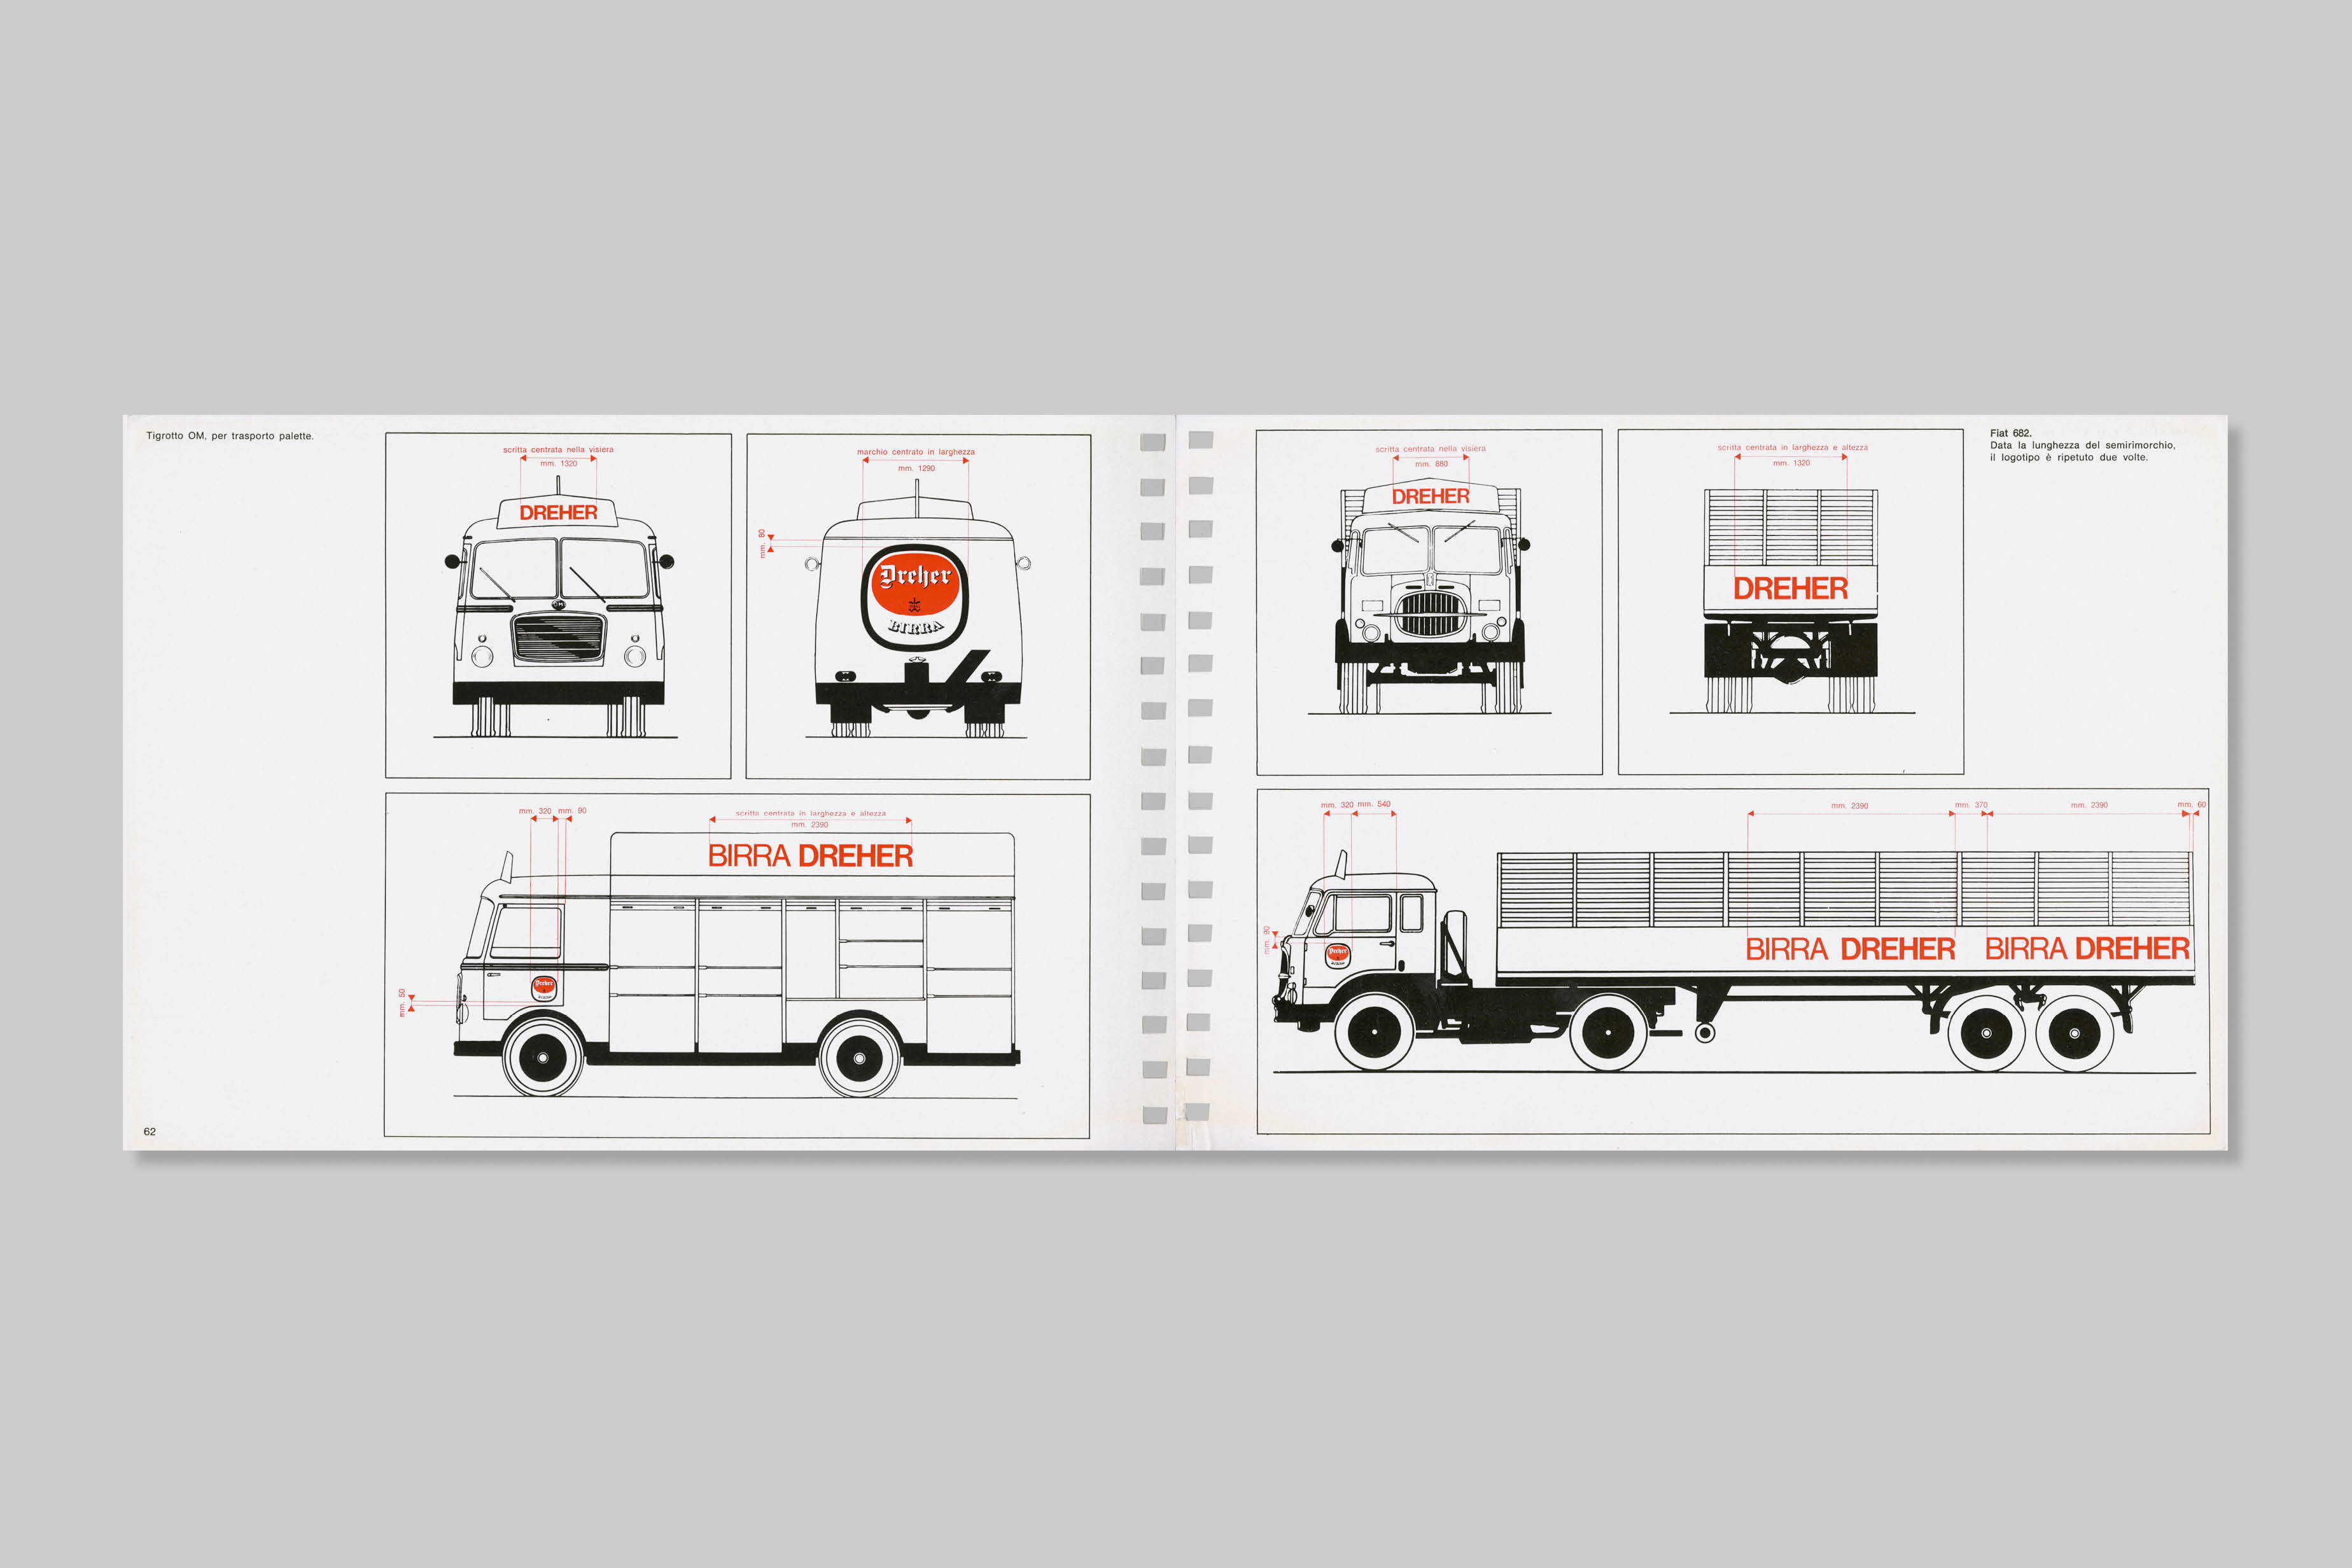 Tigrotto OM, per trasporto palette.
scritta centrata nella visiera
mm. 1320
DREHER
marchio centrato in larghezza
mm. 1290
mm. 80
Dreher
BIRRA
mm. 320 mm. 90
scritta centrata in larghezza e altezza
mm. 2390
BIRRA DREHER
Dreher
mm. 50
62
scritta centrata nella visiera
mm. 880
DREHER
scritta centrata in larghezza e altezza
mm. 1320
DREHER
Fiat 682.
Data la lunghezza del semirimorchio,
il logotipo è ripetuto due volte.
mm. 320 mm. 540
mm. 2390
mm. 370
mm. 2390
mm. 60
mm. 90
Dreher
BIRRA DREHER BIRRA DREHER